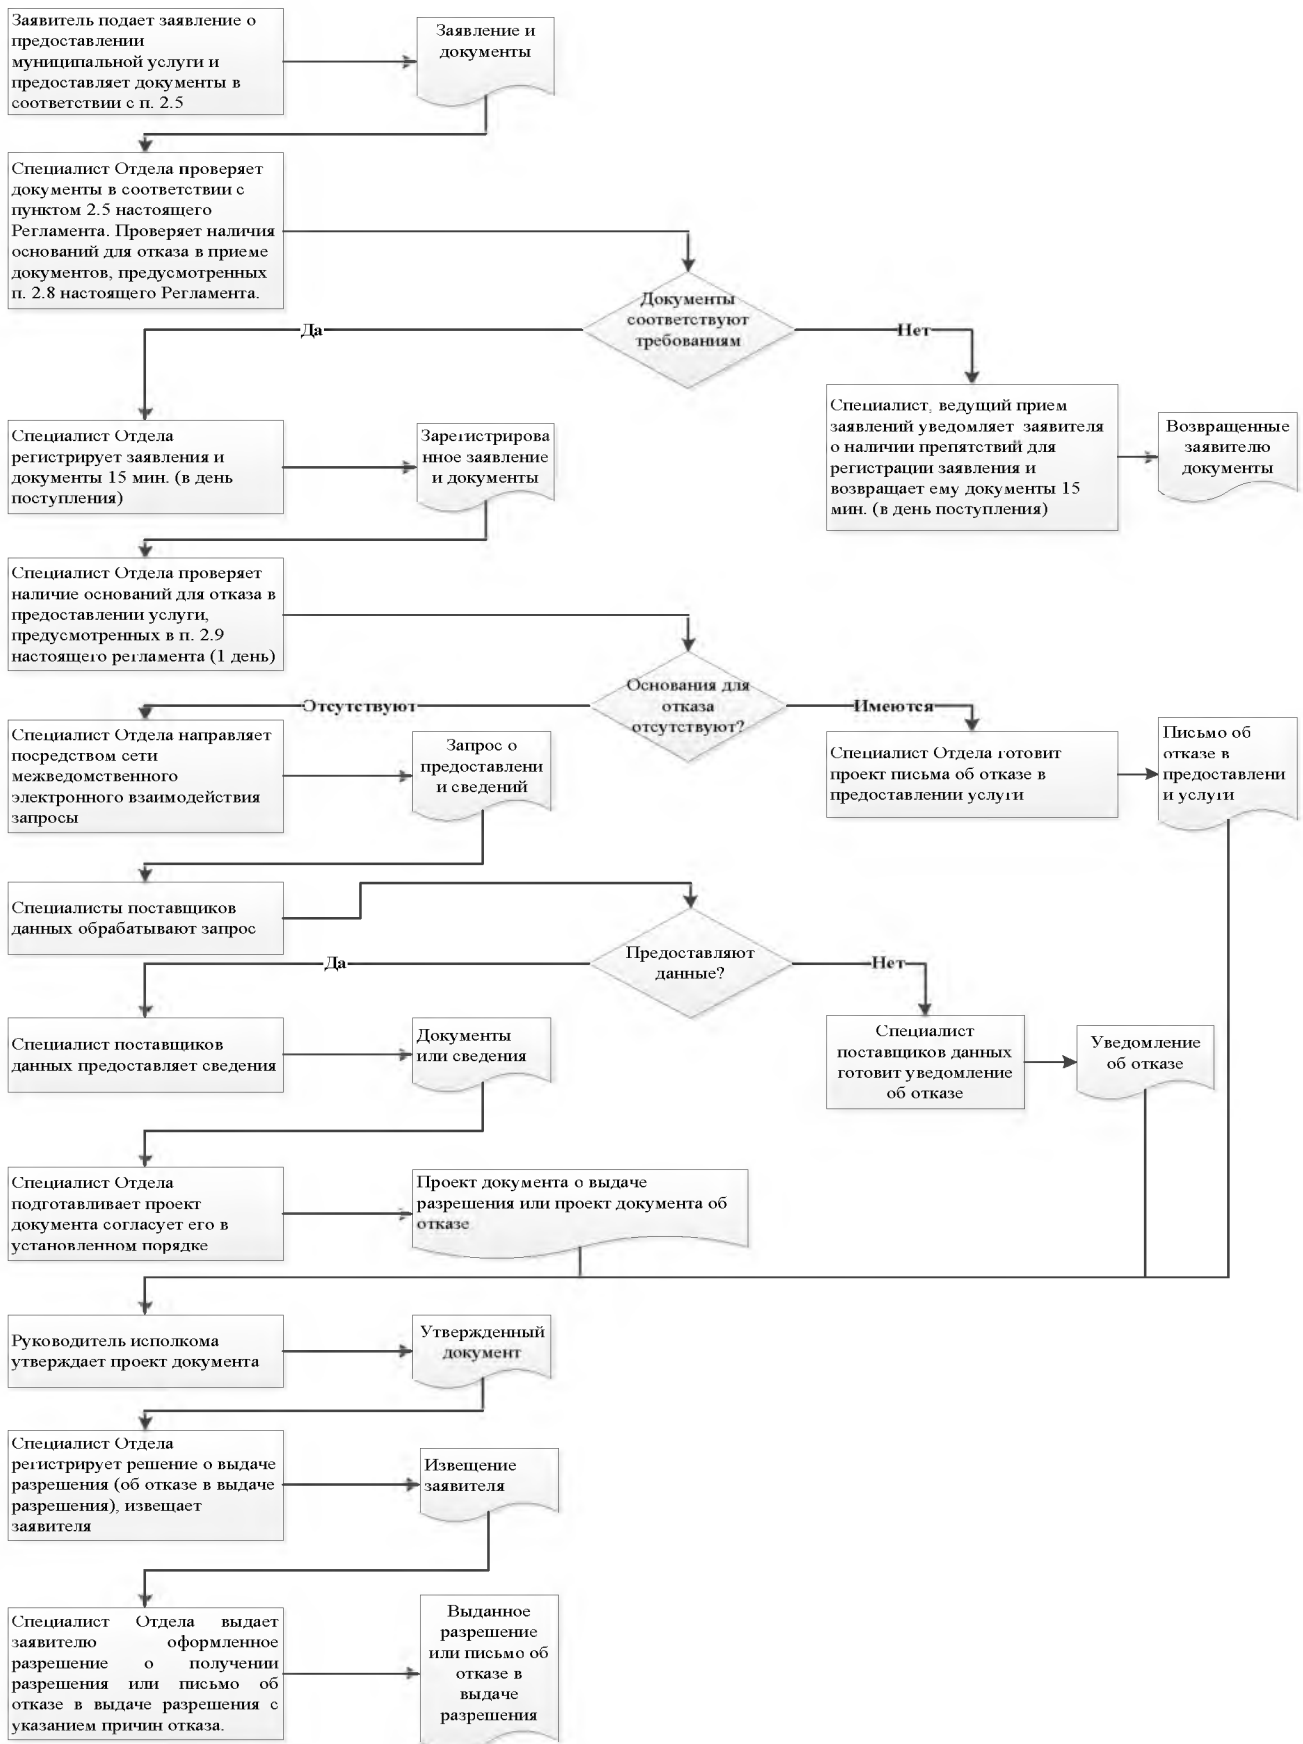 Заявитель подает заявление о
предоставлении
муниципальной услуги и
предоставляет документы в
соответствии с п. 2.5
Заявление и
документы
Специалист Отдела проверяет
документы в соответствии с
пунктом 2.5 настоящего
Регламента. Проверяет наличия
оснований для отказа в приеме
документов, предусмотренных
п. 2.8 настоящего Регламента.
Документы
соответствуют
требованиям
Да
Нет
Специалист Отдела
регистрирует заявления и
документы 15 мин. (в день
поступления)
Зарегистрирова
нное заявление
и документы
Специалист, ведущий прием
заявлений уведомляет заявителя
о наличии препятствий для
регистрации заявления и
возвращает ему документы 15
мин. (в день поступления)
Возвращенные
заявителю
документы
Специалист Отдела проверяет
наличие оснований для отказа в
предоставлении услуги,
предусмотренных в п. 2.9
настоящего регламента (1 день)
Основания для
отказа
отсутствуют?
Отсутствуют
Имеются
Специалист Отдела направляет
посредством сети
межведомственного
электронного взаимодействия
запросы
Запрос о
предоставлени
и сведений
Специалист Отдела готовит
проект письма об отказе в
предоставлении услуги
Письмо об
отказе в
предоставлени
и услуги
Специалисты поставщиков
данных обрабатывают запрос
Предоставляют
данные?
Да
Нет
Специалист поставщиков
данных предоставляет сведения
Документы
или сведения
Специалист
поставщиков данных
готовит уведомление
об отказе
Уведомление
об отказе
Специалист Отдела
подготавливает проект
документа согласует его в
установленном порядке
Проект документа о выдаче
разрешения или проект документа об
отказе
Руководитель исполкома
утверждает проект документа
Утвержденный
документ
Специалист Отдела
регистрирует решение о выдаче
разрешения (об отказе в выдаче
разрешения), извещает
заявителя
Извещение
заявителя
Специалист Отдела выдает
заявителю оформленное
разрешение о получении
разрешения или письмо об
отказе в выдаче разрешения с
указанием причин отказа.
Выданное
разрешение
или письмо об
отказе в
выдаче
разрешения